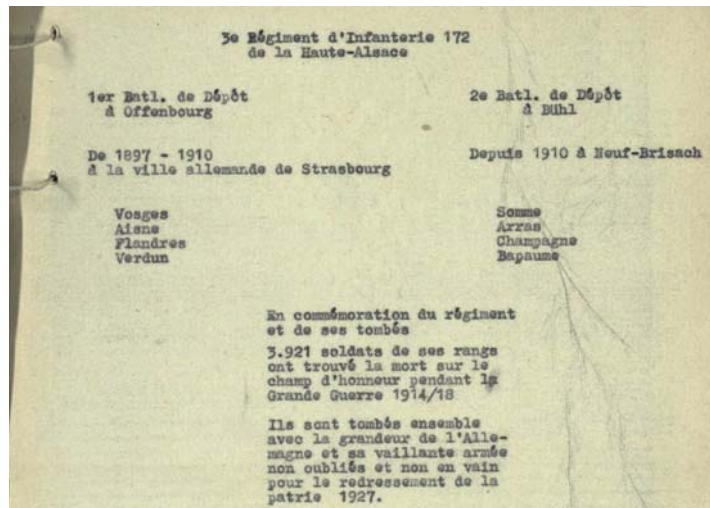 3e Régiment d'Infanterie 172
de la Haute-Alsace
1er Batl. de Dépôt
à Offenbourg
2e Batl. de Dépôt
à Bühl
De 1897 - 1910
à la ville allemande de Strasbourg
Depuis 1910 à Neuf-Brisach
Vosges
Aisne
Flandres
Verdun
Somme
Arras
Champagne
Bapaume
En commémoration du régiment
et de ses tombés
3.921 soldats de ses rangs
ont trouvé la mort sur le
champ d'honneur pendant la
Grande Guerre 1914/18
Ils sont tombés ensemble
avec la grandeur de l'Alle-
magne et sa vaillante armée
non oubliés et non en vain
pour le redressement de la
patrie 1927.